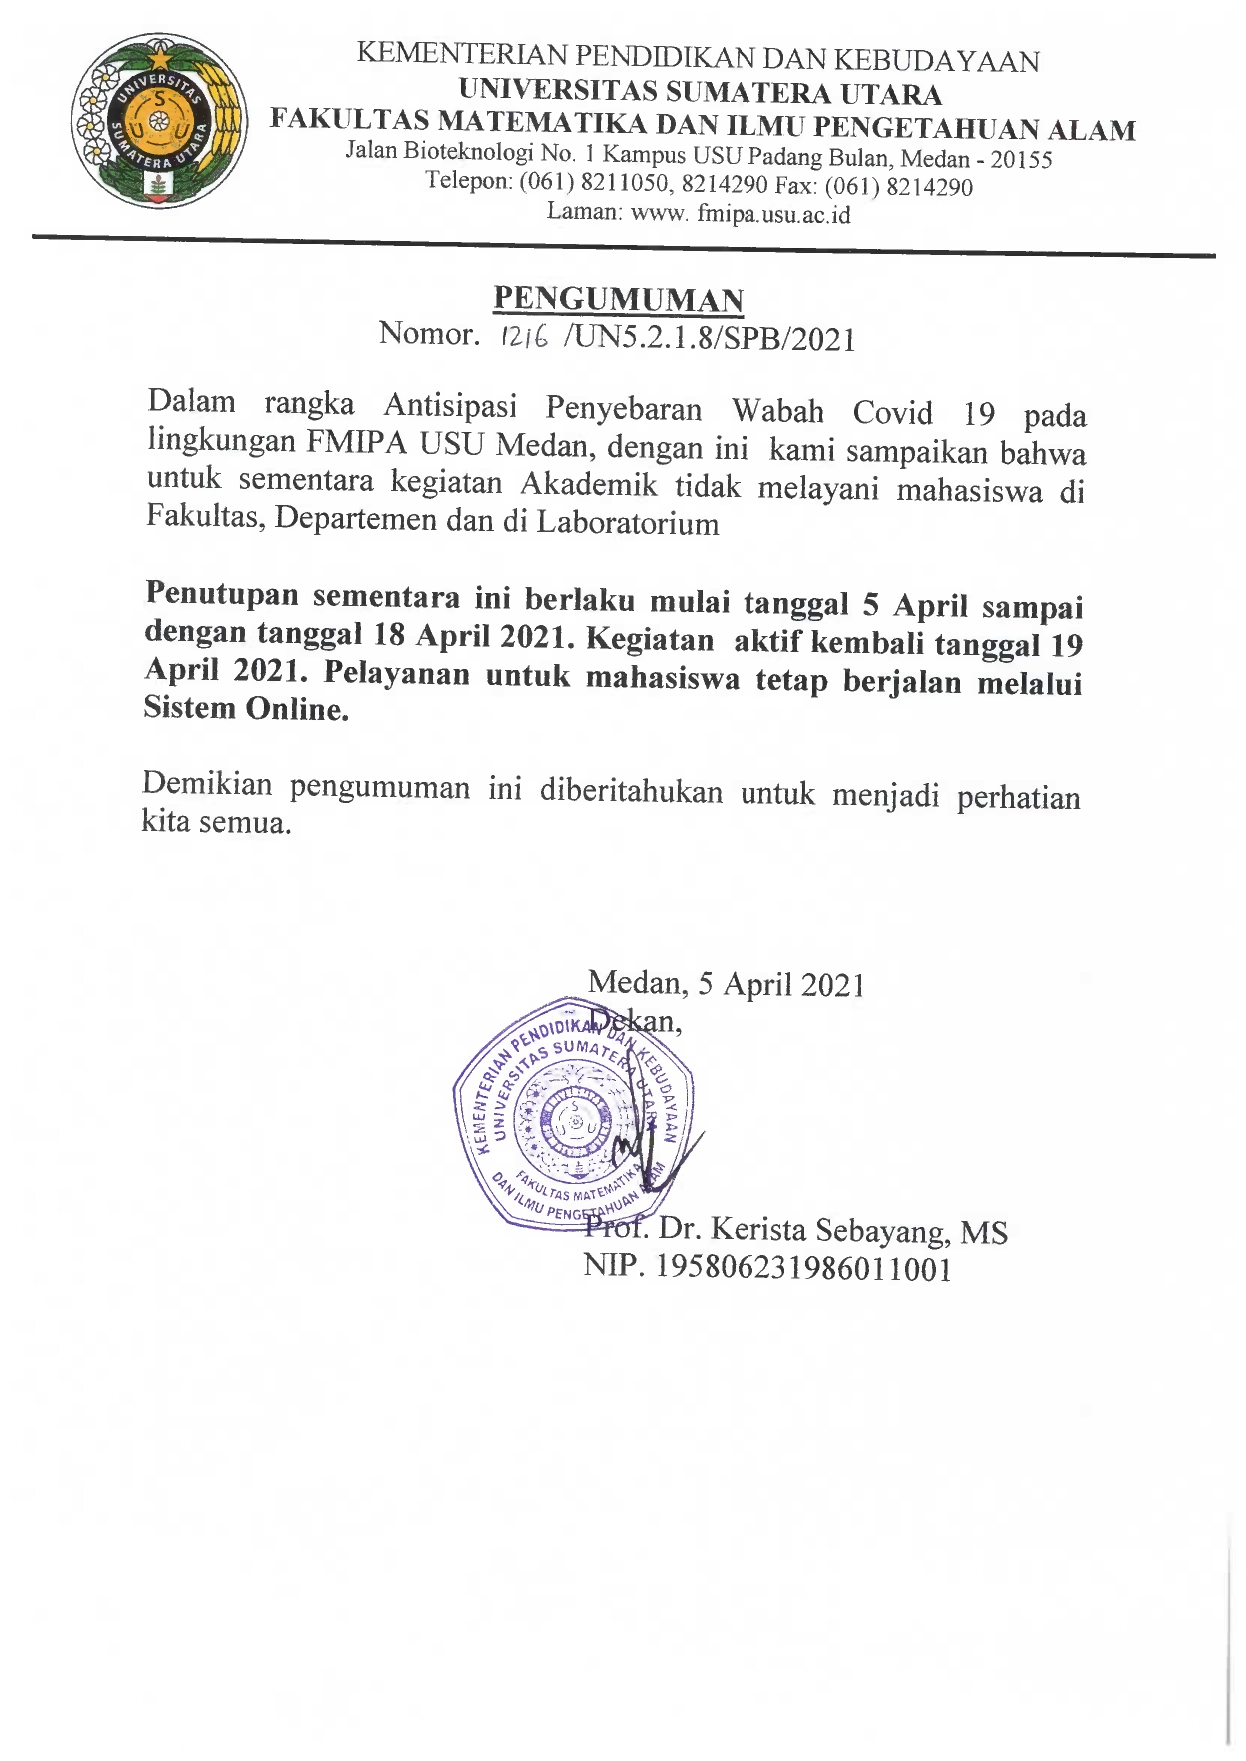 KEMENTERIAN PENDIDIKAN DAN KEBUDAYAAN
UNIVERSITAS SUMATERA UTARA
FAKULTAS MATEMATIKA DAN ILMU PENGETAHUAN ALAM
Jalan Bioteknologi No. 1 Kampus USU Padang Bulan, Medan - 20155
Telepon: (061) 8211050, 8214290 Fax: (061) 8214290
Laman: www. fmipa.usu.ac.id
UNIVERSITAS
SUMATERA UTARA
S
U U
PENGUMUMAN
Nomor. 1216 /UN5.2.1.8/SPB/2021
Dalam rangka Antisipasi Penyebaran Wabah Covid 19 pada
lingkungan FMIPA USU Medan, dengan ini kami sampaikan bahwa
untuk sementara kegiatan Akademik tidak melayani mahasiswa di
Fakultas, Departemen dan di Laboratorium
Penutupan sementara ini berlaku mulai tanggal 5 April sampai
dengan tanggal 18 April 2021. Kegiatan aktif kembali tanggal 19
April 2021. Pelayanan untuk mahasiswa tetap berjalan melalui
Sistem Online.
Demikian pengumuman ini diberitahukan untuk menjadi perhatian
kita semua.
Medan, 5 April 2021
Dekan,
KEMENTERIAN PENDIDIKAN DAN KEBUDAYAAN
UNIVERSITAS SUMATERA UTARA
S
U U
FAKULTAS MATEMATIKA
DAN ILMU PENGETAHUAN ALAM
Prof. Dr. Kerista Sebayang, MS
NIP. 195806231986011001